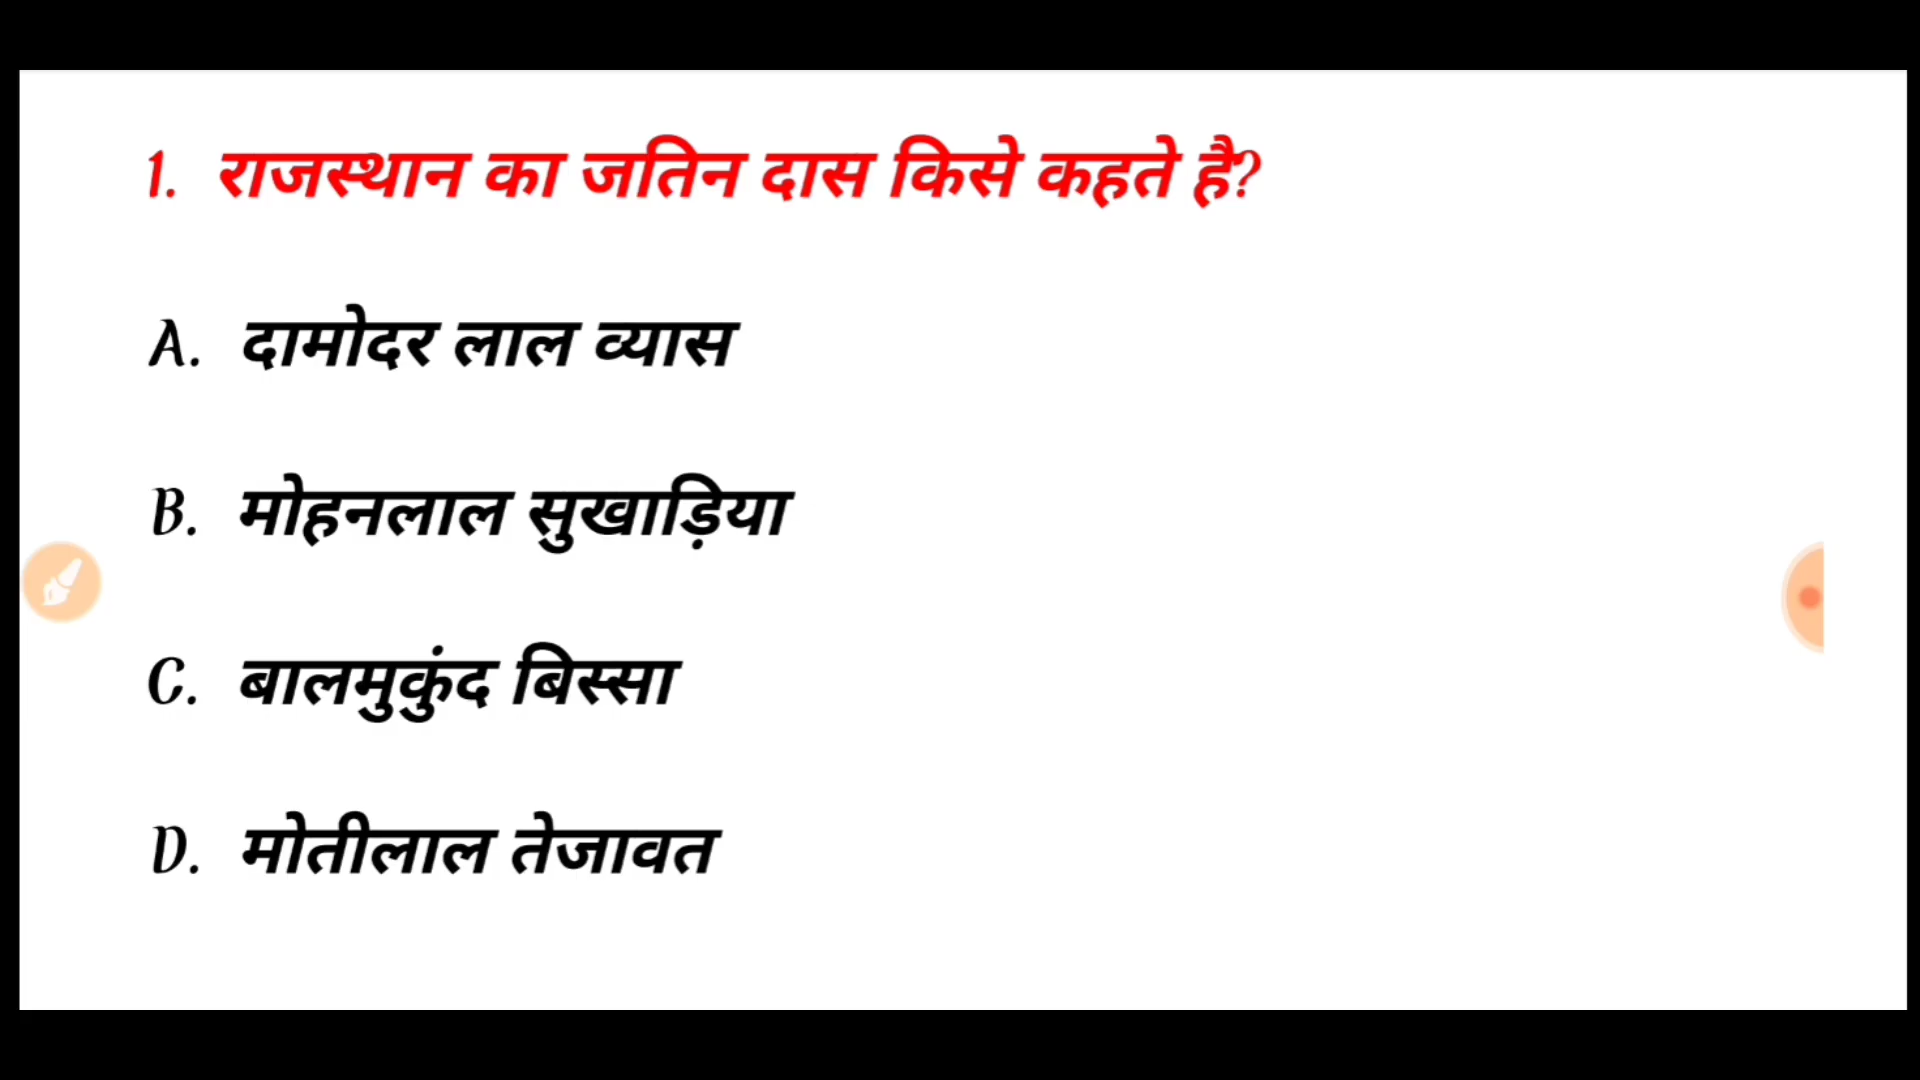 1. राजस्थान का जतिन दास किसे कहते है?
A. दामोदर लाल व्यास
B. मोहनलाल सुखाड़िया
C. बालमुकुंद बिस्सा
D. मोतीलाल तेजावत